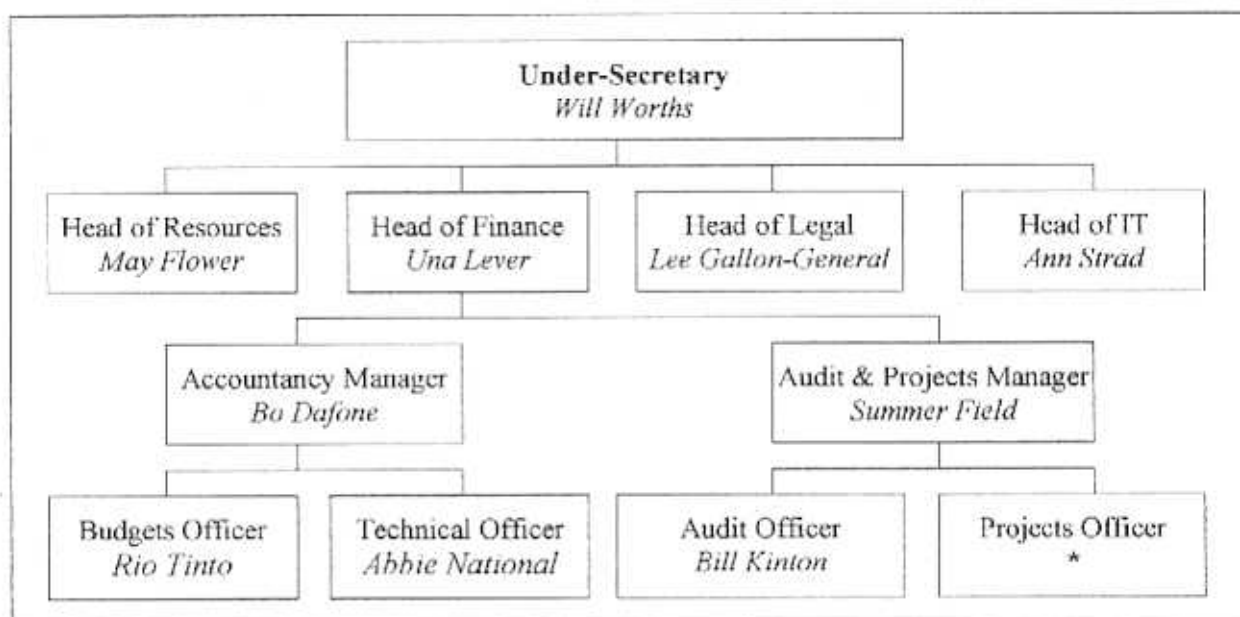 Under-Secretary
Will Worths
Head of Resources
May Flower
Head of Finance
Una Lever
Head of Legal
Lee Gallon-General
Head of IT
Ann Strad
Accountancy Manager
Bo Dafone
Audit & Projects Manager
Summer Field
Budgets Officer
Rio Tinto
Technical Officer
Abbie National
Audit Officer
Bill Kinton
Projects Officer
*